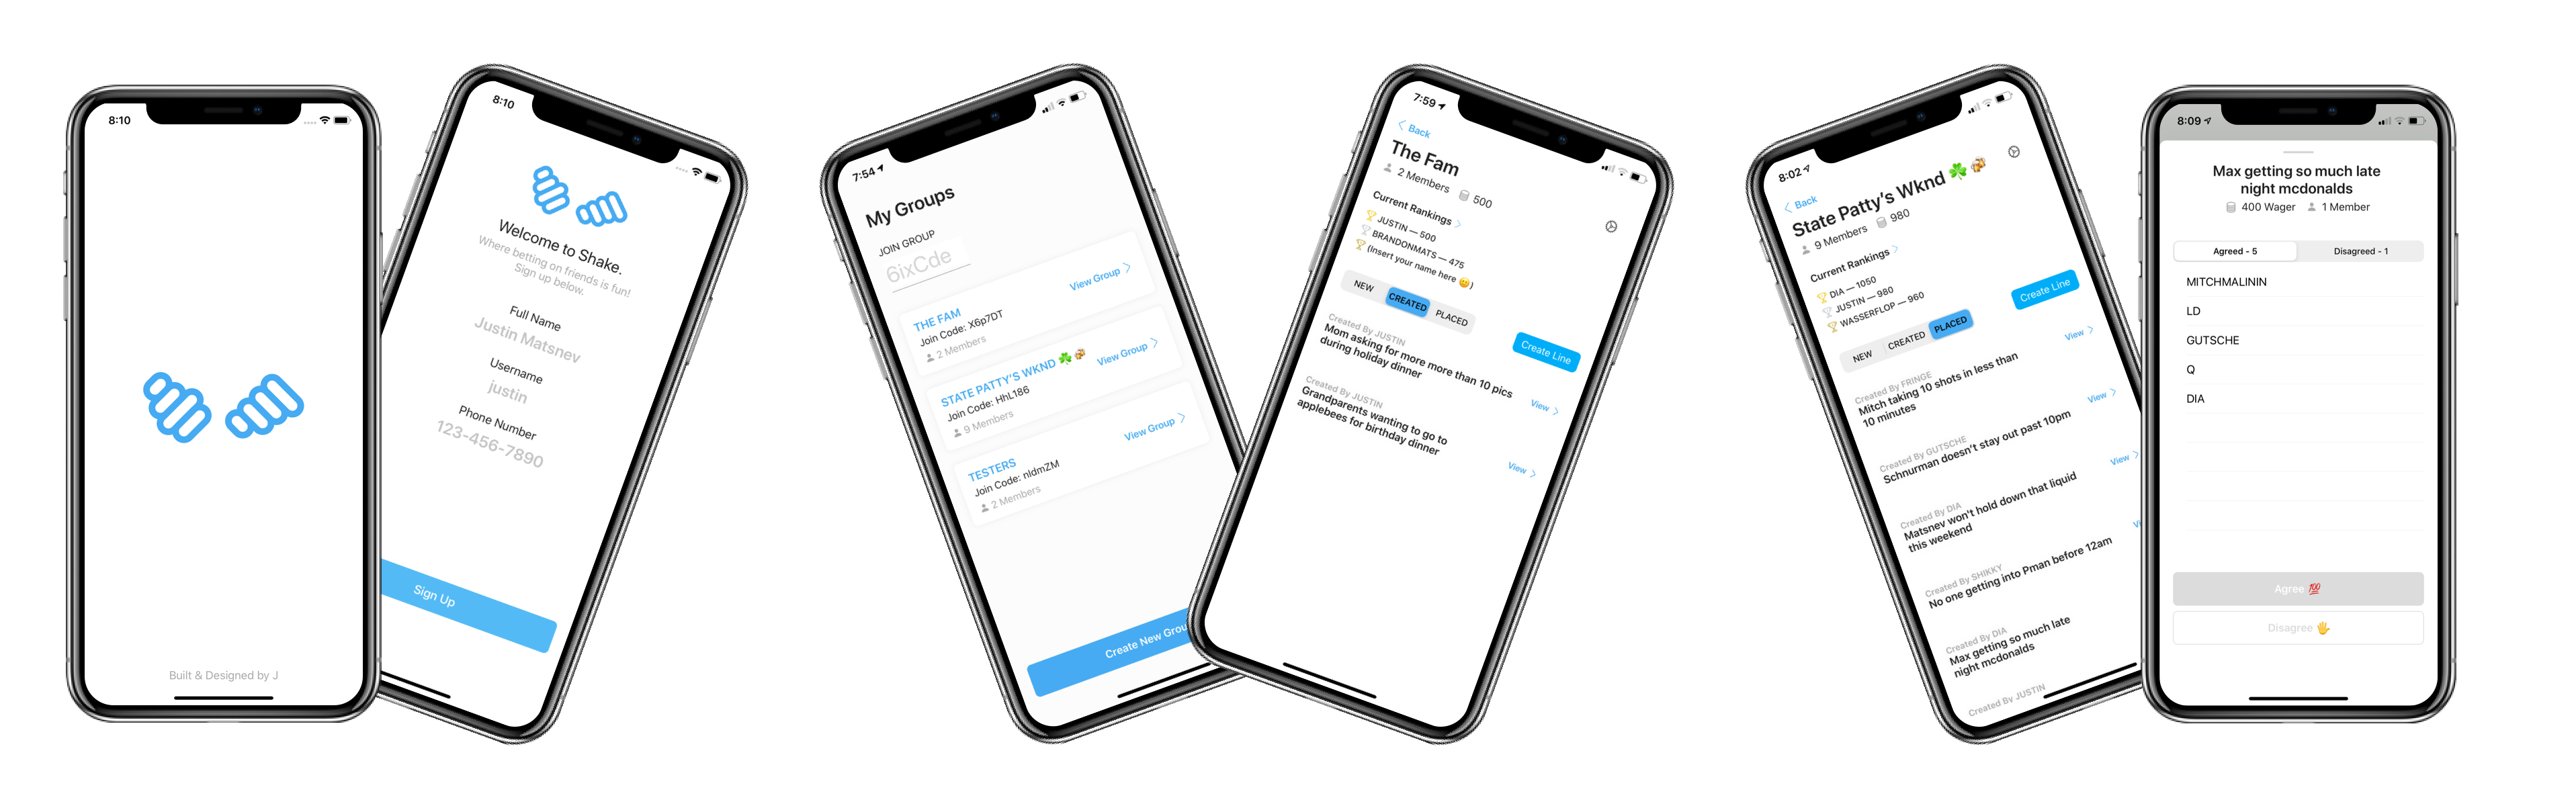 8:10
Built & Designed by J
8:10
Welcome to Shake.
Where betting on friends is fun!
Sign up below.
Full Name
Justin Matsnev
Username
justin
Phone Number
123-456-7890
Sign Up
7:54
My Groups
JOIN GROUP
6ixCde
THE FAM
Join Code: X6p7DT
2 Members
View Group
STATE PATTY'S WKND ☘️🍻
Join Code: HhL186
9 Members
View Group
TESTERS
Join Code: nldmZM
2 Members
View Group
Create New Grou
7:59
Back
The Fam
2 Members 500
Current Rankings
JUSTIN — 500
BRANDONMATS — 475
(Insert your name here 🙂)
NEW CREATED PLACED
Create Line
Created By JUSTIN
Mom asking for more more than 10 pics
during holiday dinner
View
Created By JUSTIN
Grandparents wanting to go to
applebees for birthday dinner
View
8:02
Back
State Patty's Wknd ☘️🍻
9 Members 980
Current Rankings
DIA — 1050
JUSTIN — 980
WASSERFLOP — 960
NEW CREATED PLACED
Create Line
Created By FRINGE
Mitch taking 10 shots in less than
10 minutes
View
Created By GUTSCHE
Schnurman doesn't stay out past 10pm
View
Created By DIA
Matsnev won't hold down that liquid
this weekend
View
Created By SHIKKY
No one getting into Pman before 12am
Vi
Created By DIA
Max getting so much late
night mcdonalds
Created By JUSTIN
8:09
Max getting so much late
night mcdonalds
400 Wager 1 Member
Agreed - 5 Disagreed - 1
MITCHMALININ
LD
GUTSCHE
Q
DIA
Agree 💯
Disagree 🖐